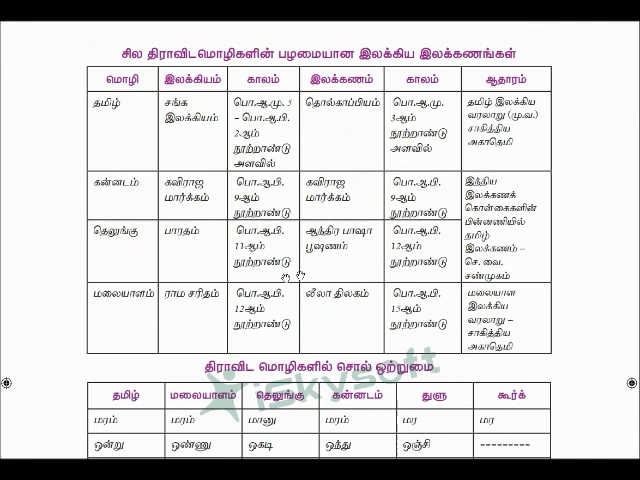 சில திராவிடமொழிகளின் பழமையான இலக்கிய இலக்கணங்கள்
மொழி இலக்கியம் காலம் இலக்கணம் காலம் ஆதாரம்
தமிழ் சங்க இலக்கியம் பொ.ஆ.மு. 5 – பொ.ஆ.பி. 2ஆம் நூற்றாண்டு அளவில் தொல்காப்பியம் பொ.ஆ.மு. 3ஆம் நூற்றாண்டு அளவில் தமிழ் இலக்கிய வரலாறு (மு.வ.) சாகித்திய அகாதெமி
கன்னடம் கவிராஜ மார்க்கம் பொ.ஆ.பி. 9ஆம் நூற்றாண்டு கவிராஜ மார்க்கம் பொ.ஆ.பி. 9ஆம் நூற்றாண்டு இந்திய இலக்கணக் கொள்கைகளின் பின்னணியில் தமிழ் இலக்கணம் – செ. வை. சண்முகம்
தெலுங்கு பாரதம் பொ.ஆ.பி. 11ஆம் நூற்றாண்டு ஆந்திர பாஷா பூஷணம் பொ.ஆ.பி. 12ஆம் நூற்றாண்டு
மலையாளம் ராம சரிதம் பொ.ஆ.பி. 12ஆம் நூற்றாண்டு லீலா திலகம் பொ.ஆ.பி. 15ஆம் நூற்றாண்டு மலையாள இலக்கிய வரலாறு – சாகித்திய அகாதெமி
திராவிட மொழிகளில் சொல் ஒற்றுமை
iSkysoft
தமிழ் மலையாளம் தெலுங்கு கன்னடம் துளு கூர்க்
மரம் மரம் மானு மரம் மர மர
ஒன்று ஒண்ணு ஒகடி ஒந்து ஒஞ்சி ---------